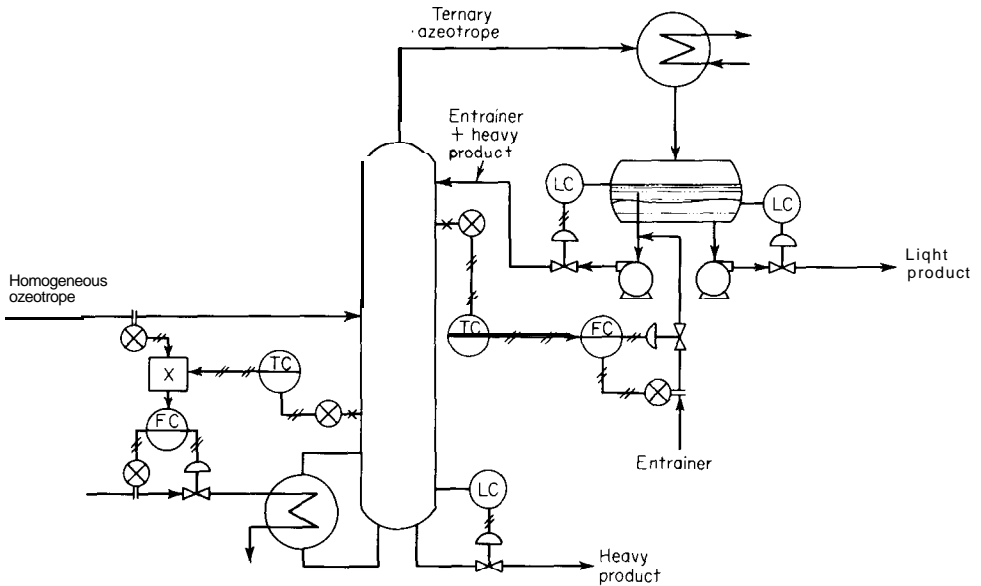 Ternary
azeotrope
Entrainer
+ heavy
product
LC
LC
Light
product
Homogeneous
ozeotrope
TC
FC
TC
X
FC
Entrainer
LC
Heavy
product